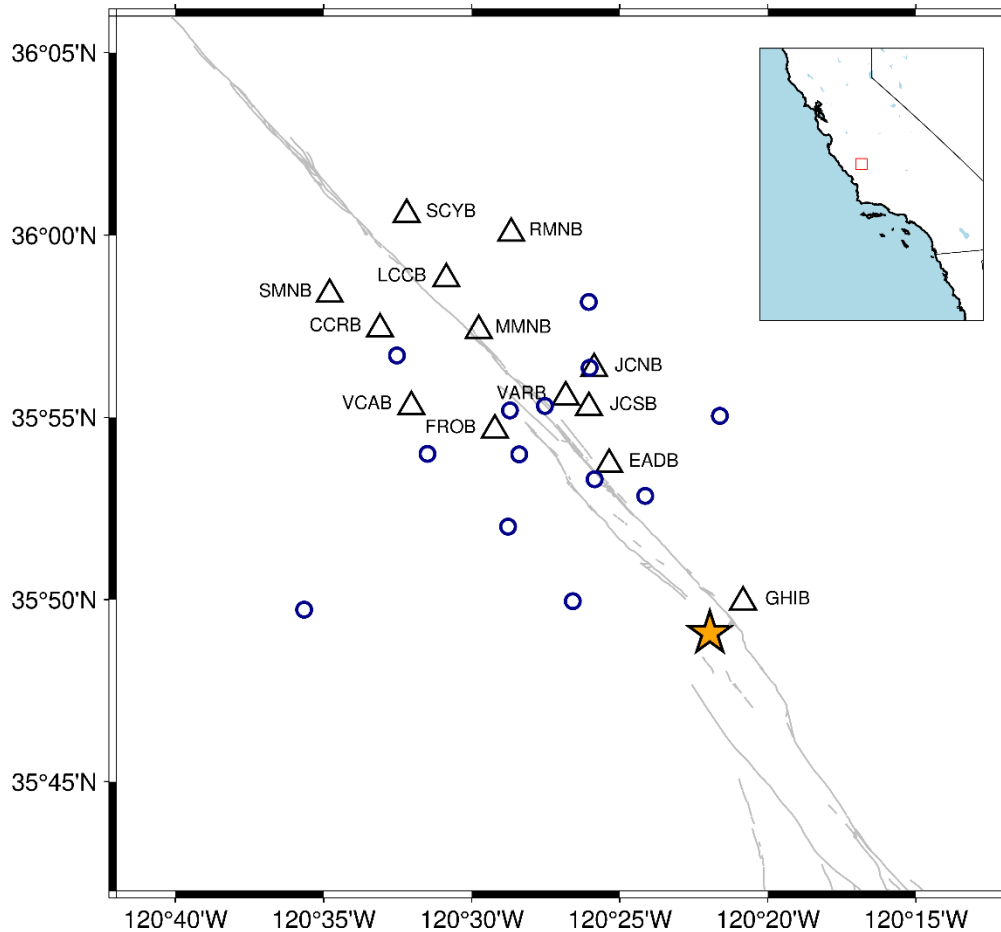 36°05'N
SCYB
RMNB
36°00'N
LCCB
SMNB
CCRB
MMNB
JCNB
VARB
VCAB
JCSB
35°55'N
FROB
EADB
35°50'N
GHIB
35°45'N
120°40'W 120°35'W 120°30'W 120°25'W 120°20'W 120°15'W